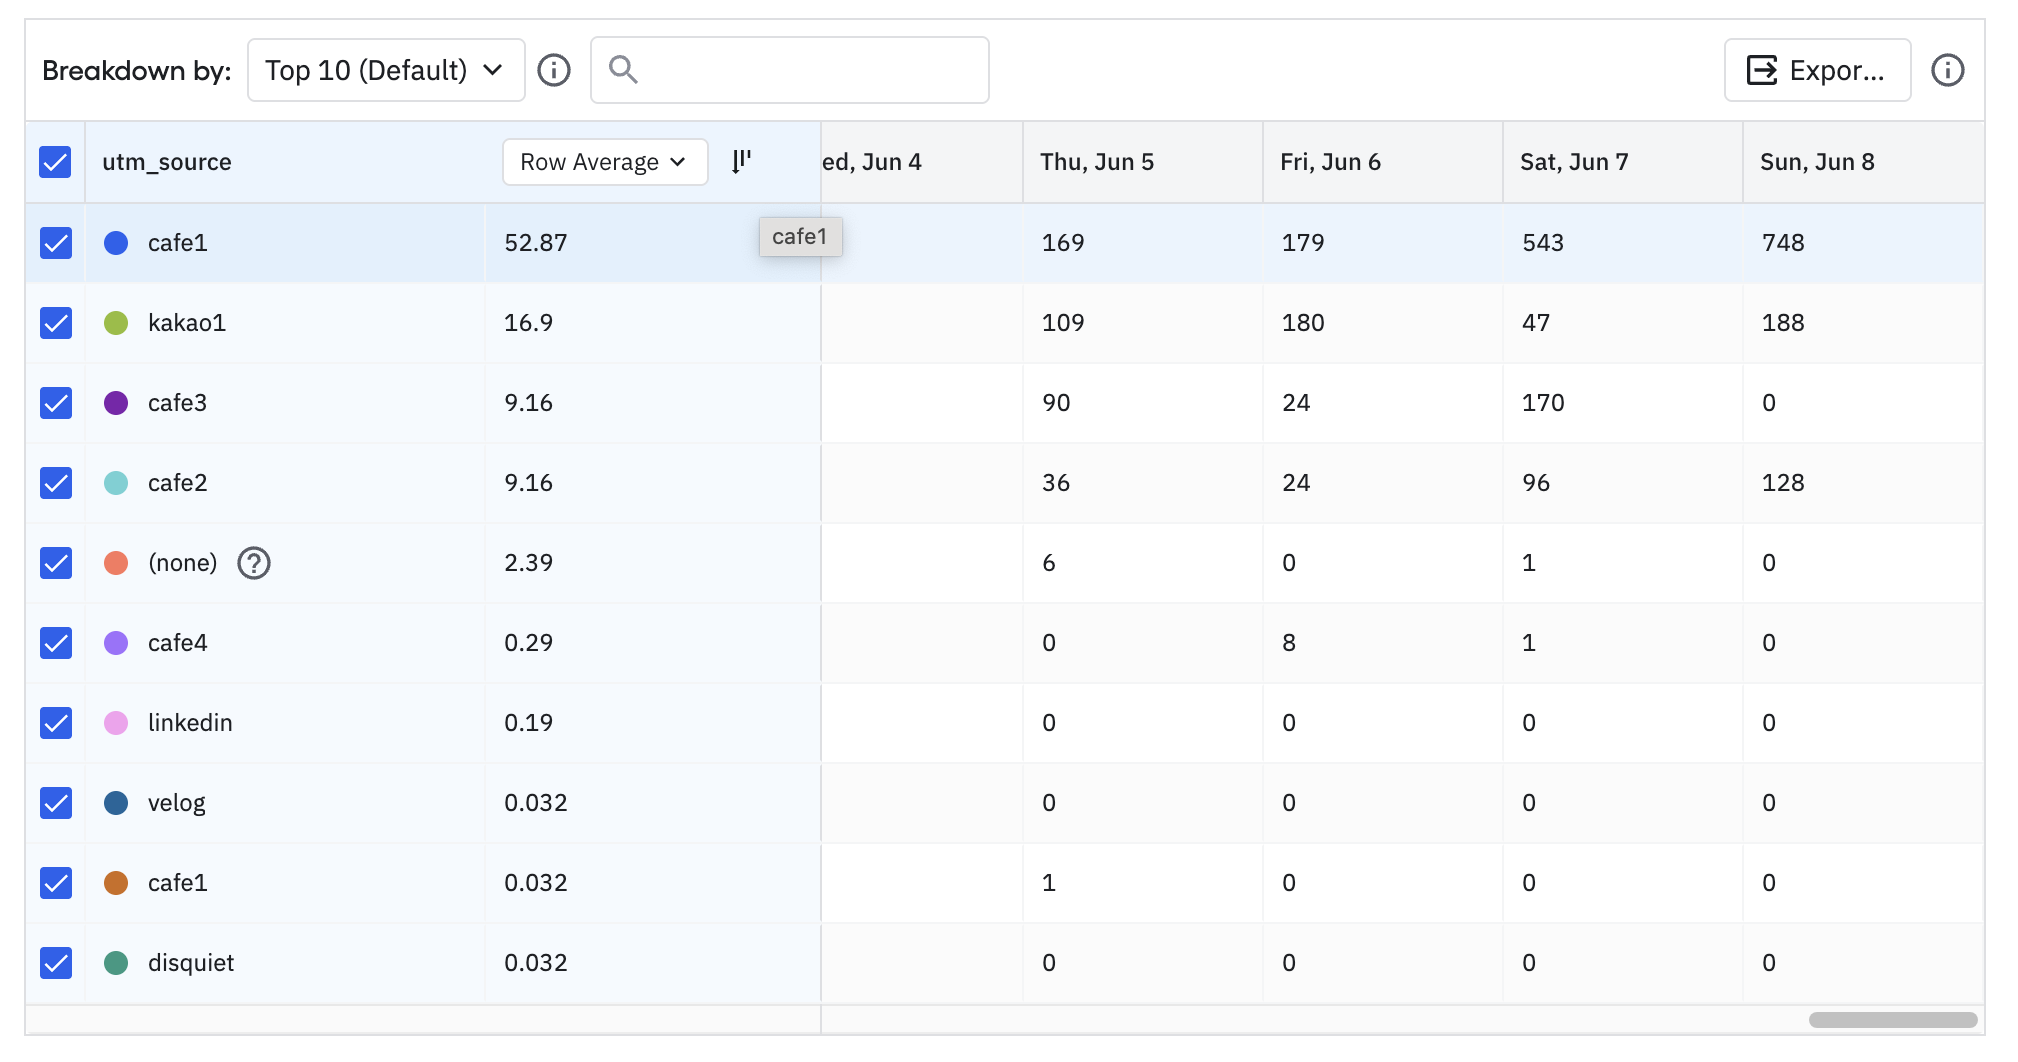 Breakdown by: Top 10 (Default) Expor...
utm_source Row Average ed, Jun 4 Thu, Jun 5 Fri, Jun 6 Sat, Jun 7 Sun, Jun 8
cafe1 52.87 cafe1 169 179 543 748
kakao1 16.9 109 180 47 188
cafe3 9.16 90 24 170 0
cafe2 9.16 36 24 96 128
(none) 2.39 6 0 1 0
cafe4 0.29 0 8 1 0
linkedin 0.19 0 0 0 0
velog 0.032 0 0 0 0
cafe1 0.032 1 0 0 0
disquiet 0.032 0 0 0 0